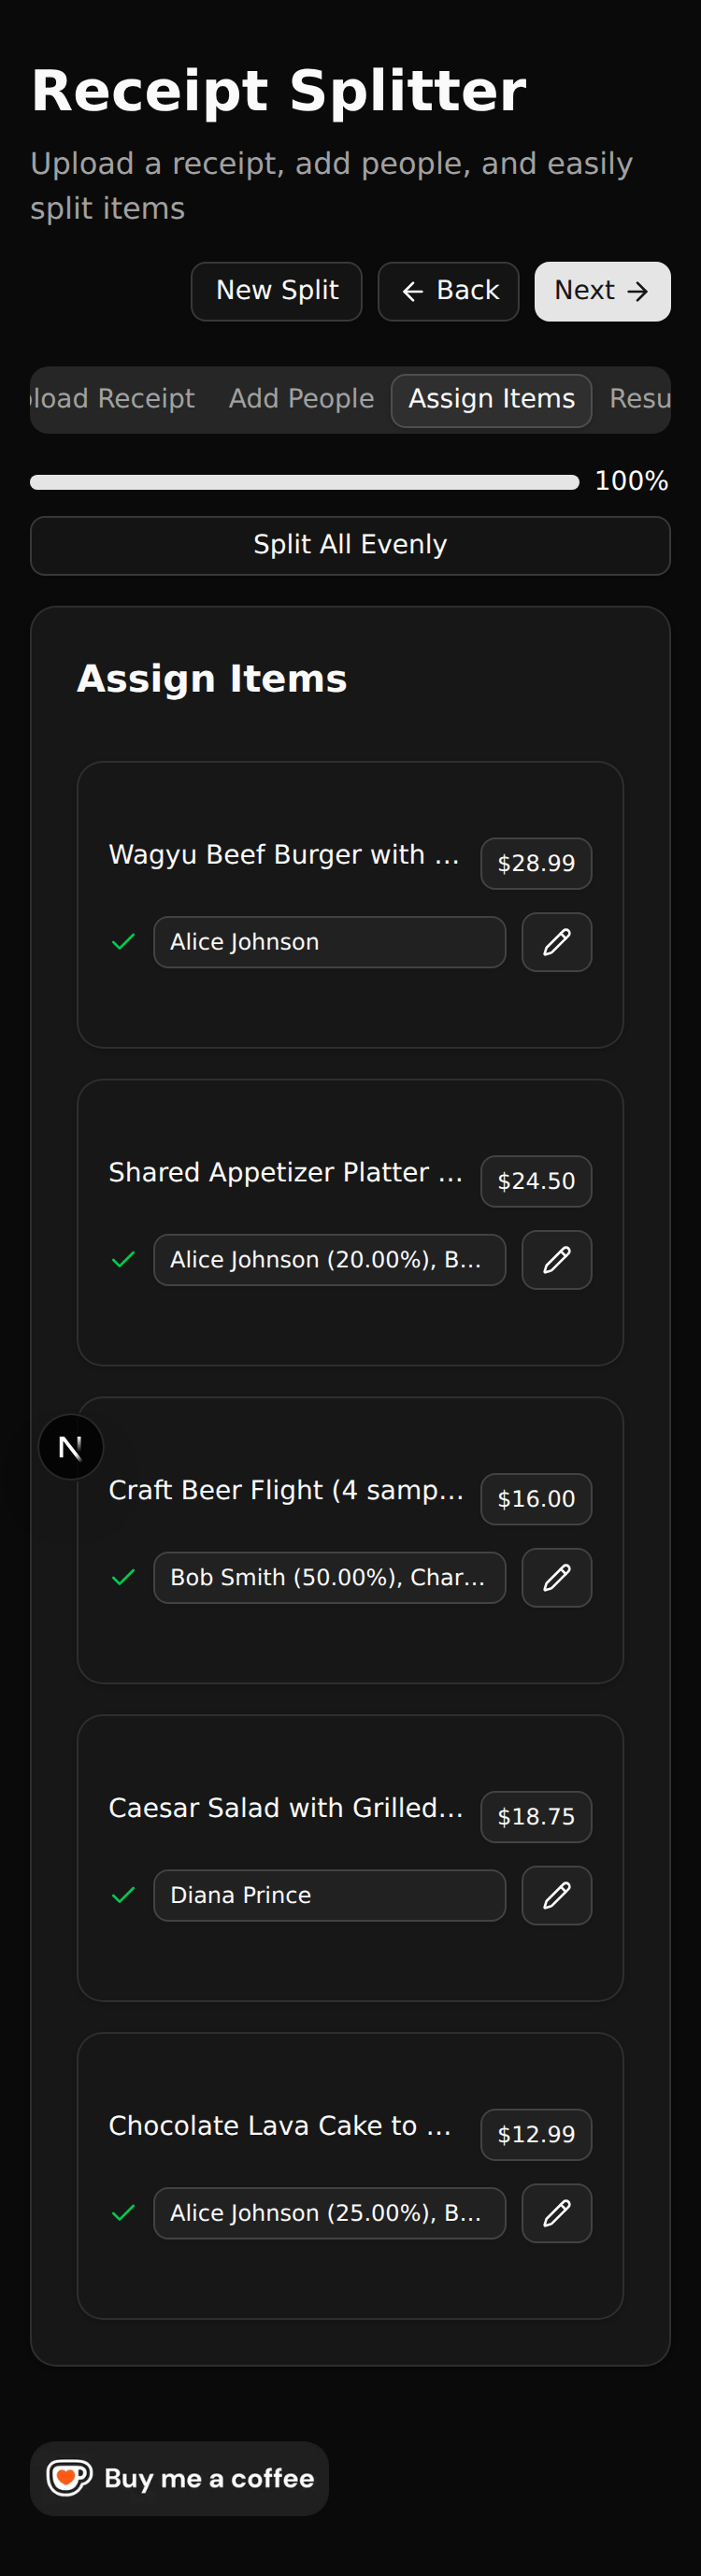 Receipt Splitter
Upload a receipt, add people, and easily
split items
New Split
← Back
Next →
load Receipt
Add People
Assign Items
Resu
100%
Split All Evenly
Assign Items
Wagyu Beef Burger with ...
$28.99
Alice Johnson
Shared Appetizer Platter ...
$24.50
Alice Johnson (20.00%), B...
Craft Beer Flight (4 samp...
$16.00
Bob Smith (50.00%), Char...
Caesar Salad with Grilled...
$18.75
Diana Prince
Chocolate Lava Cake to ...
$12.99
Alice Johnson (25.00%), B...
N
Buy me a coffee